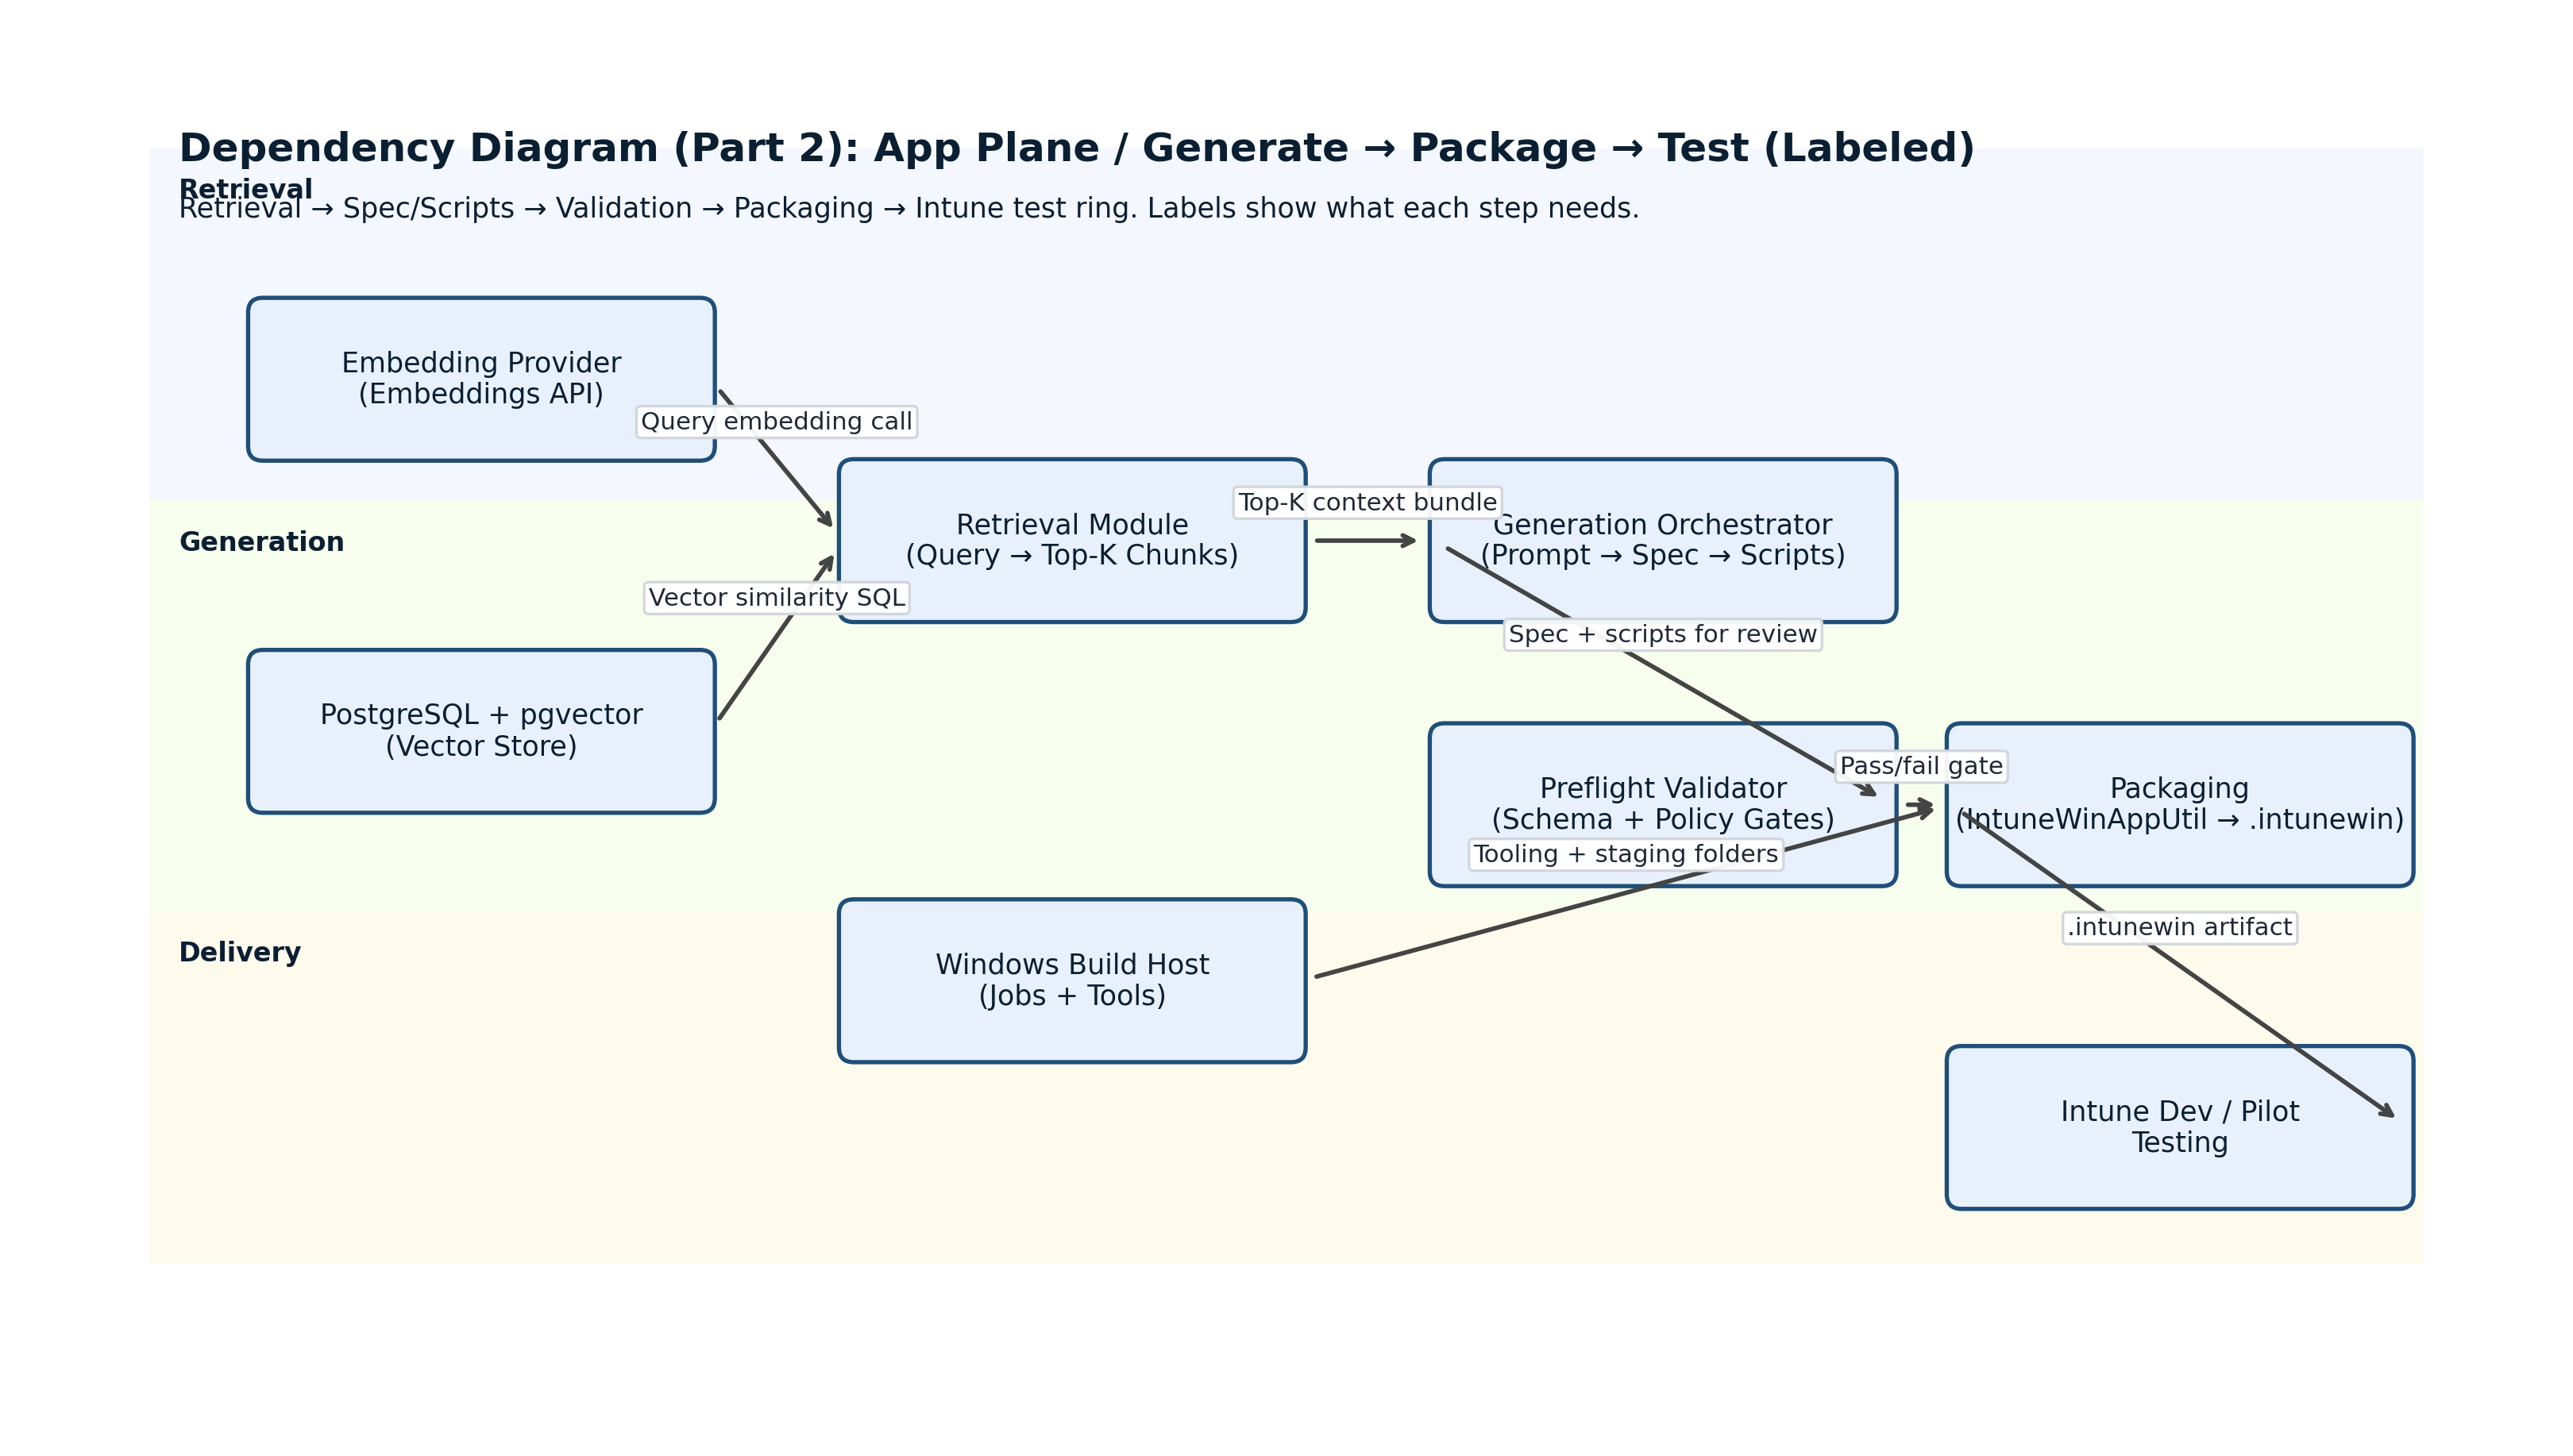 Dependency Diagram (Part 2): App Plane / Generate → Package → Test (Labeled)
Retrieval
Retrieval → Spec/Scripts → Validation → Packaging → Intune test ring. Labels show what each step needs.
Embedding Provider
(Embeddings API)
Query embedding call
Retrieval Module
(Query → Top-K Chunks)
Top-K context bundle
Generation Orchestrator
(Prompt → Spec → Scripts)
Generation
Vector similarity SQL
Spec + scripts for review
PostgreSQL + pgvector
(Vector Store)
Preflight Validator
(Schema + Policy Gates)
Pass/fail gate
Packaging
(IntuneWinAppUtil → .intunewin)
Tooling + staging folders
Delivery
Windows Build Host
(Jobs + Tools)
.intunewin artifact
Intune Dev / Pilot
Testing